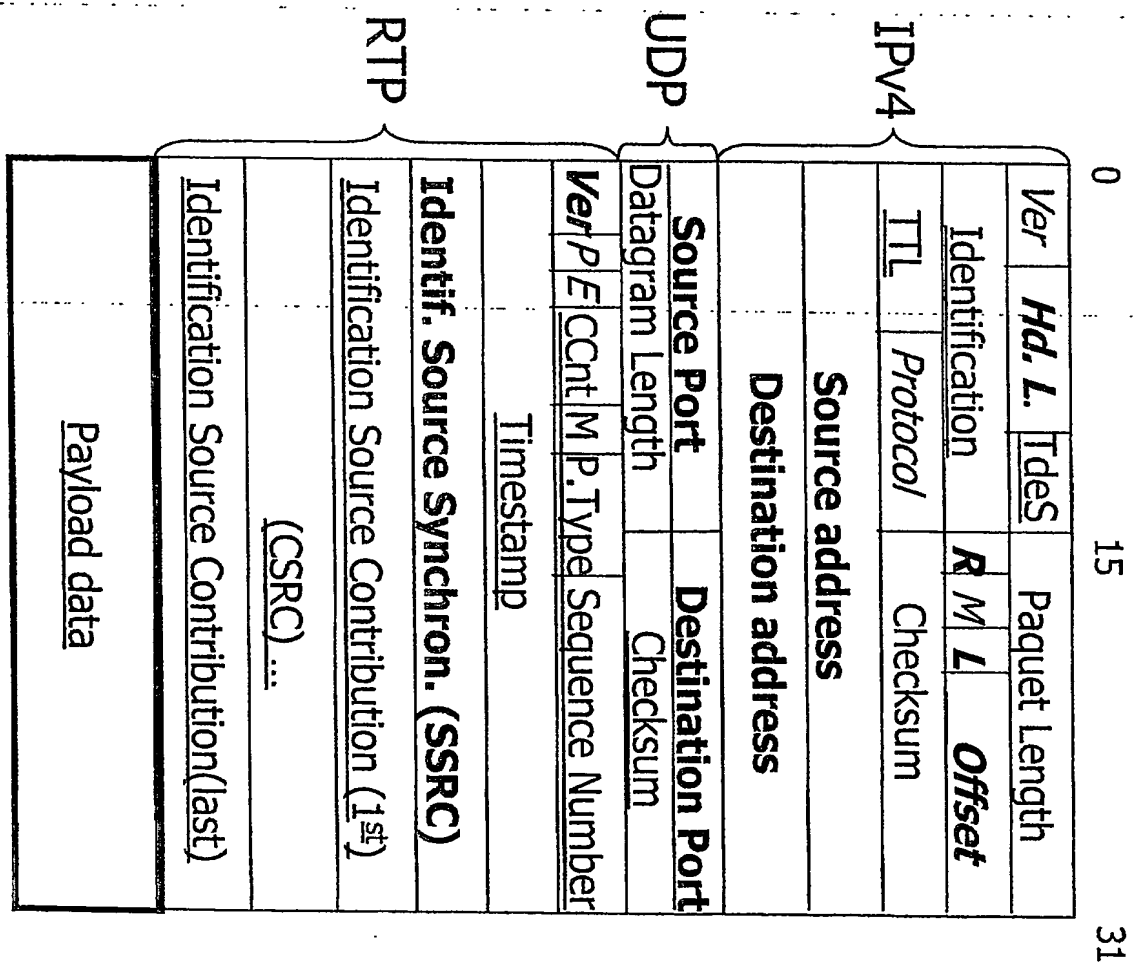 0 15 31
IPv4
Ver Hd. L. TdeS Paquet Length
Identification R M L Offset
TTL Protocol Checksum
Source address
Destination address
UDP
Source Port Destination Port
Datagram Length Checksum
RTP
Ver P E CCnt M P.Type Sequence Number
Timestamp
Identif. Source Synchron. (SSRC)
Identification Source Contribution (1st)
(CSRC) ...
Identification Source Contribution(last)
Payload data